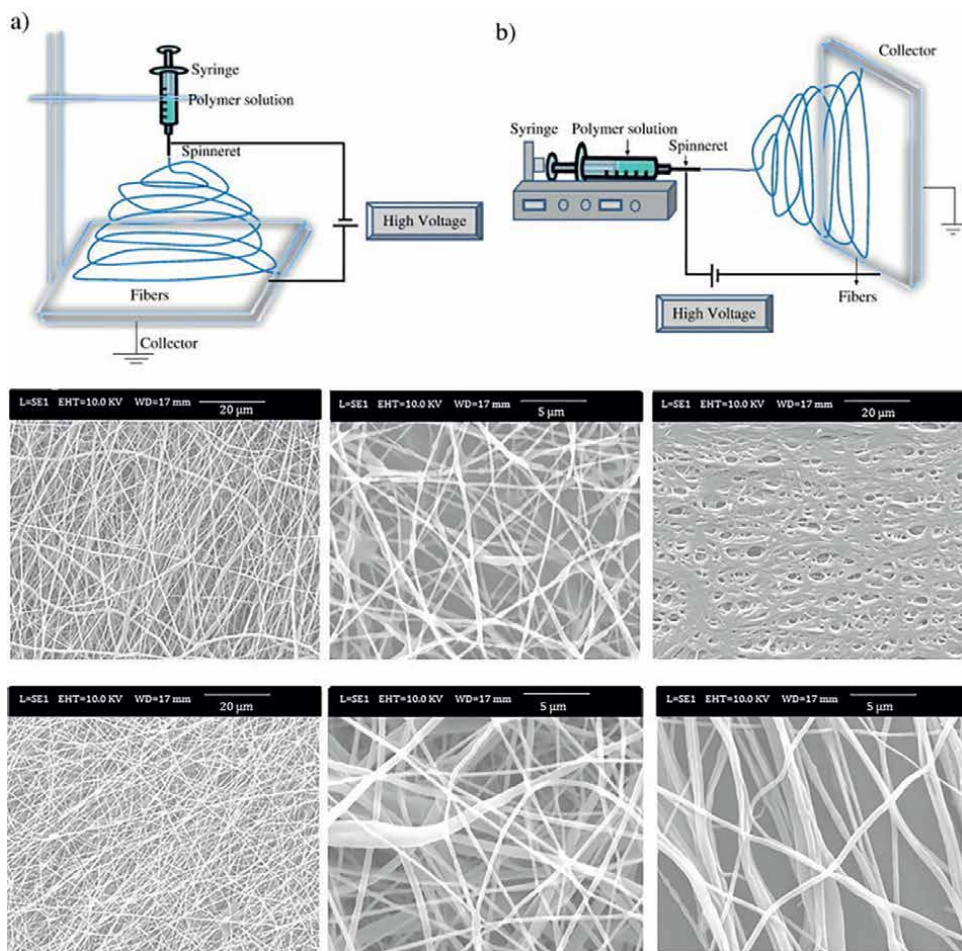 a)
Syringe
Polymer solution
Spinneret
High Voltage
Fibers
Collector
b)
Collector
Syringe Polymer solution
Spinneret
High Voltage
Fibers
L=SE1 EHT=10.0 KV WD=17 mm 20 µm
L=SE1 EHT=10.0 KV WD=17 mm 5 µm
L=SE1 EHT=10.0 KV WD=17 mm 20 µm
L=SE1 EHT=10.0 KV WD=17 mm 20 µm
L=SE1 EHT=10.0 KV WD=17 mm 5 µm
L=SE1 EHT=10.0 KV WD=17 mm 5 µm